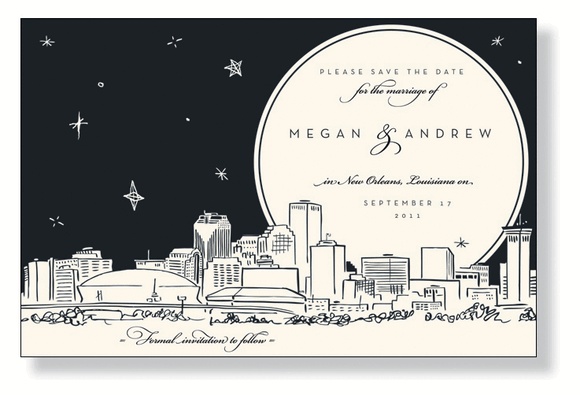 PLEASE SAVE THE DATE
for the marriage of
MEGAN & ANDREW
in New Orleans, Louisiana on
SEPTEMBER 17
2011
Formal invitation to follow